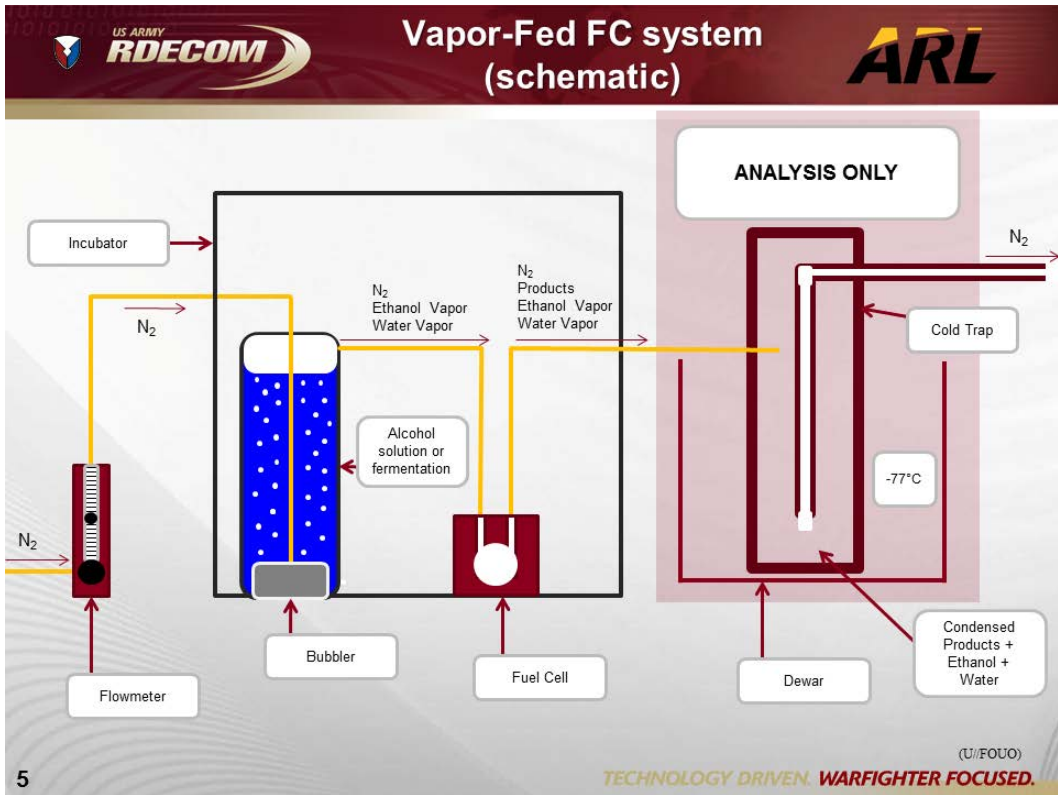 US ARMY
RDECOM
Vapor-Fed FC system
(schematic)
ARL
ANALYSIS ONLY
Incubator
N2
N2
Ethanol Vapor
Water Vapor
N2
Products
Ethanol Vapor
Water Vapor
N2
Cold Trap
Alcohol
solution or
fermentation
-77°C
N2
Bubbler
Fuel Cell
Flowmeter
Dewar
Condensed
Products +
Ethanol +
Water
(U//FOUO)
5
TECHNOLOGY DRIVEN. WARFIGHTER FOCUSED.